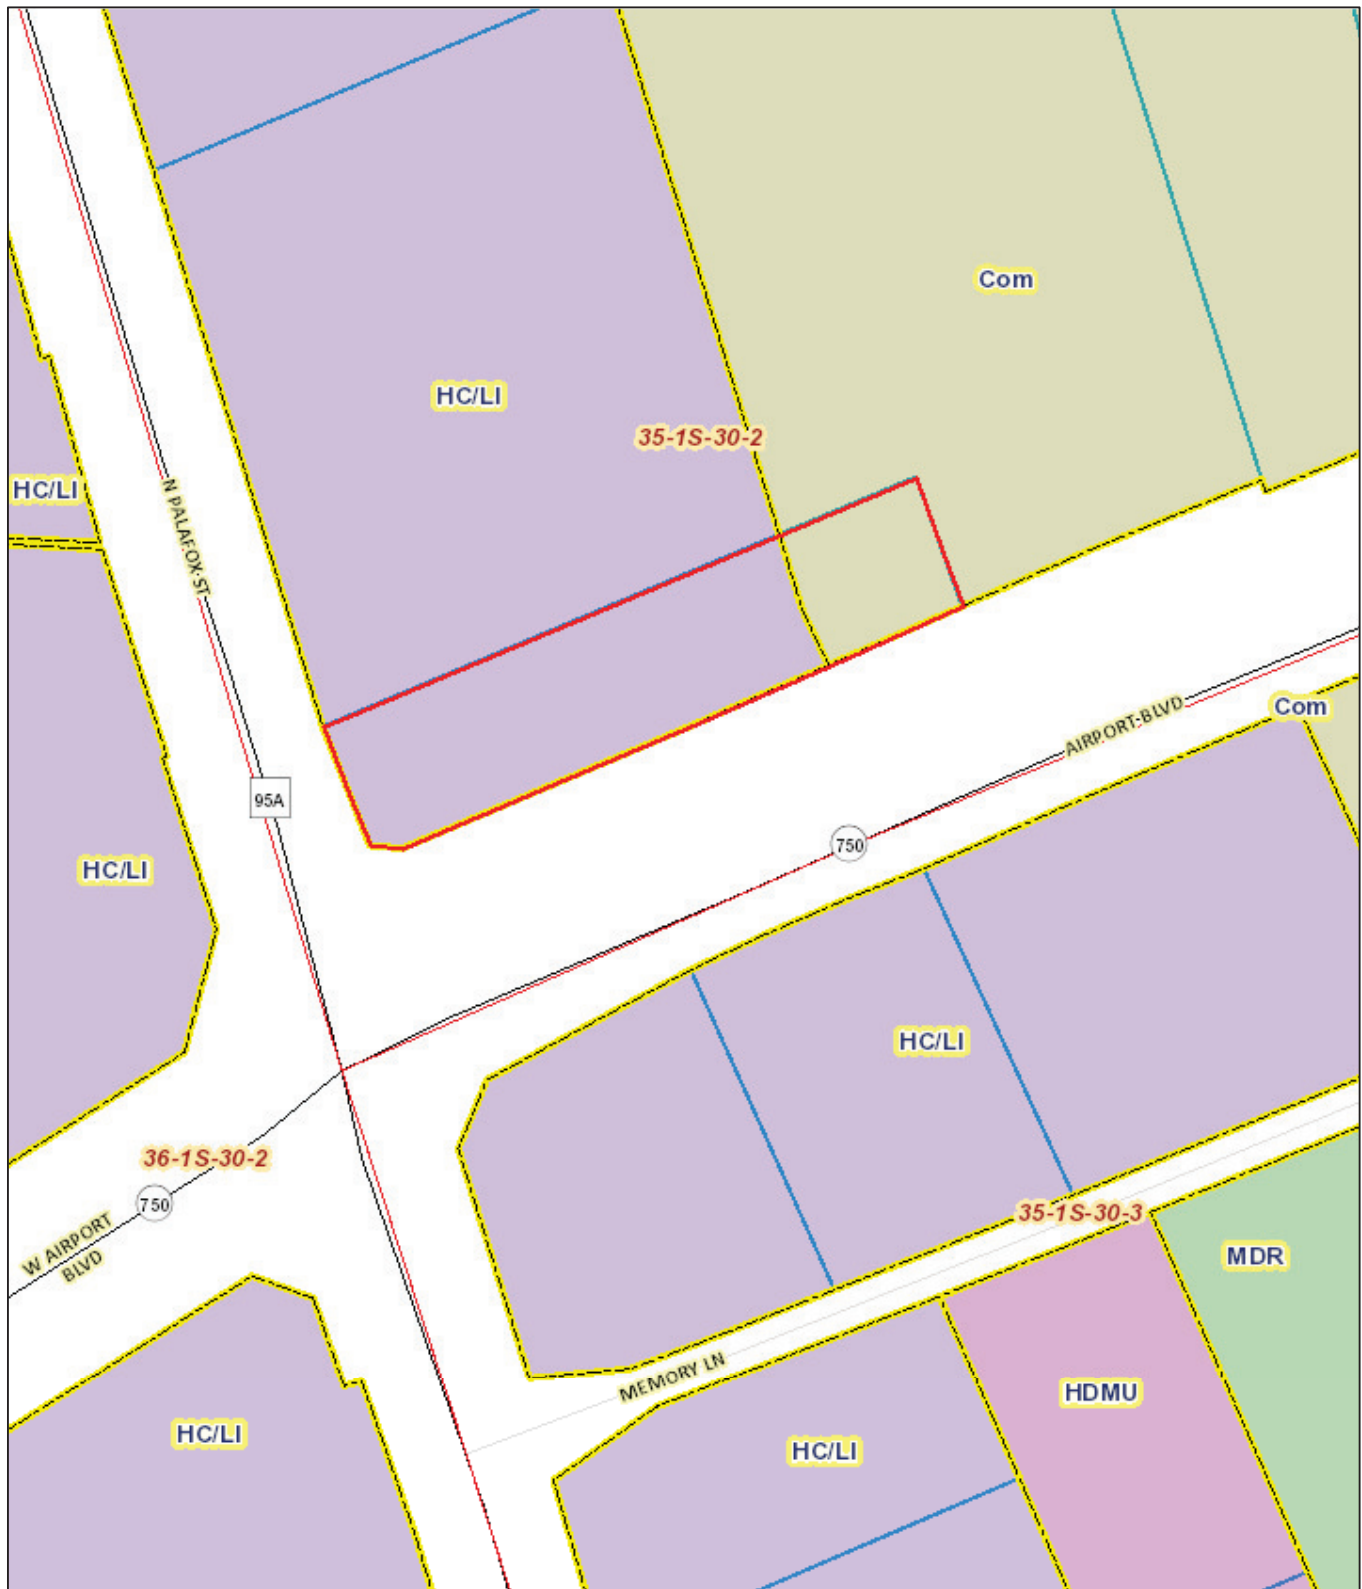 Com
HC/LI
35-1S-30-2
HC/LI
N PALAFOX ST
Com
AIRPORT BLVD
95A
750
HC/LI
HC/LI
36-1S-30-2
750
35-1S-30-3
W AIRPORT
BLVD
MDR
MEMORY LN
HDMU
HC/LI
HC/LI